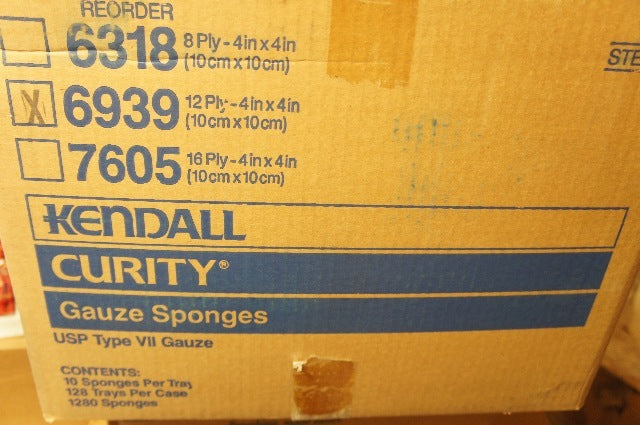 REORDER
6318 8 Ply-4in x 4in
(10cm x 10cm)
X 6939 12 Ply-4in x 4in
(10cm x 10cm)
7605 16 Ply-4in x 4in
(10cm x 10cm)
STE
KENDALL
CURITY®
Gauze Sponges
USP Type VII Gauze
CONTENTS:
10 Sponges Per Tray
128 Trays Per Case
1280 Sponges